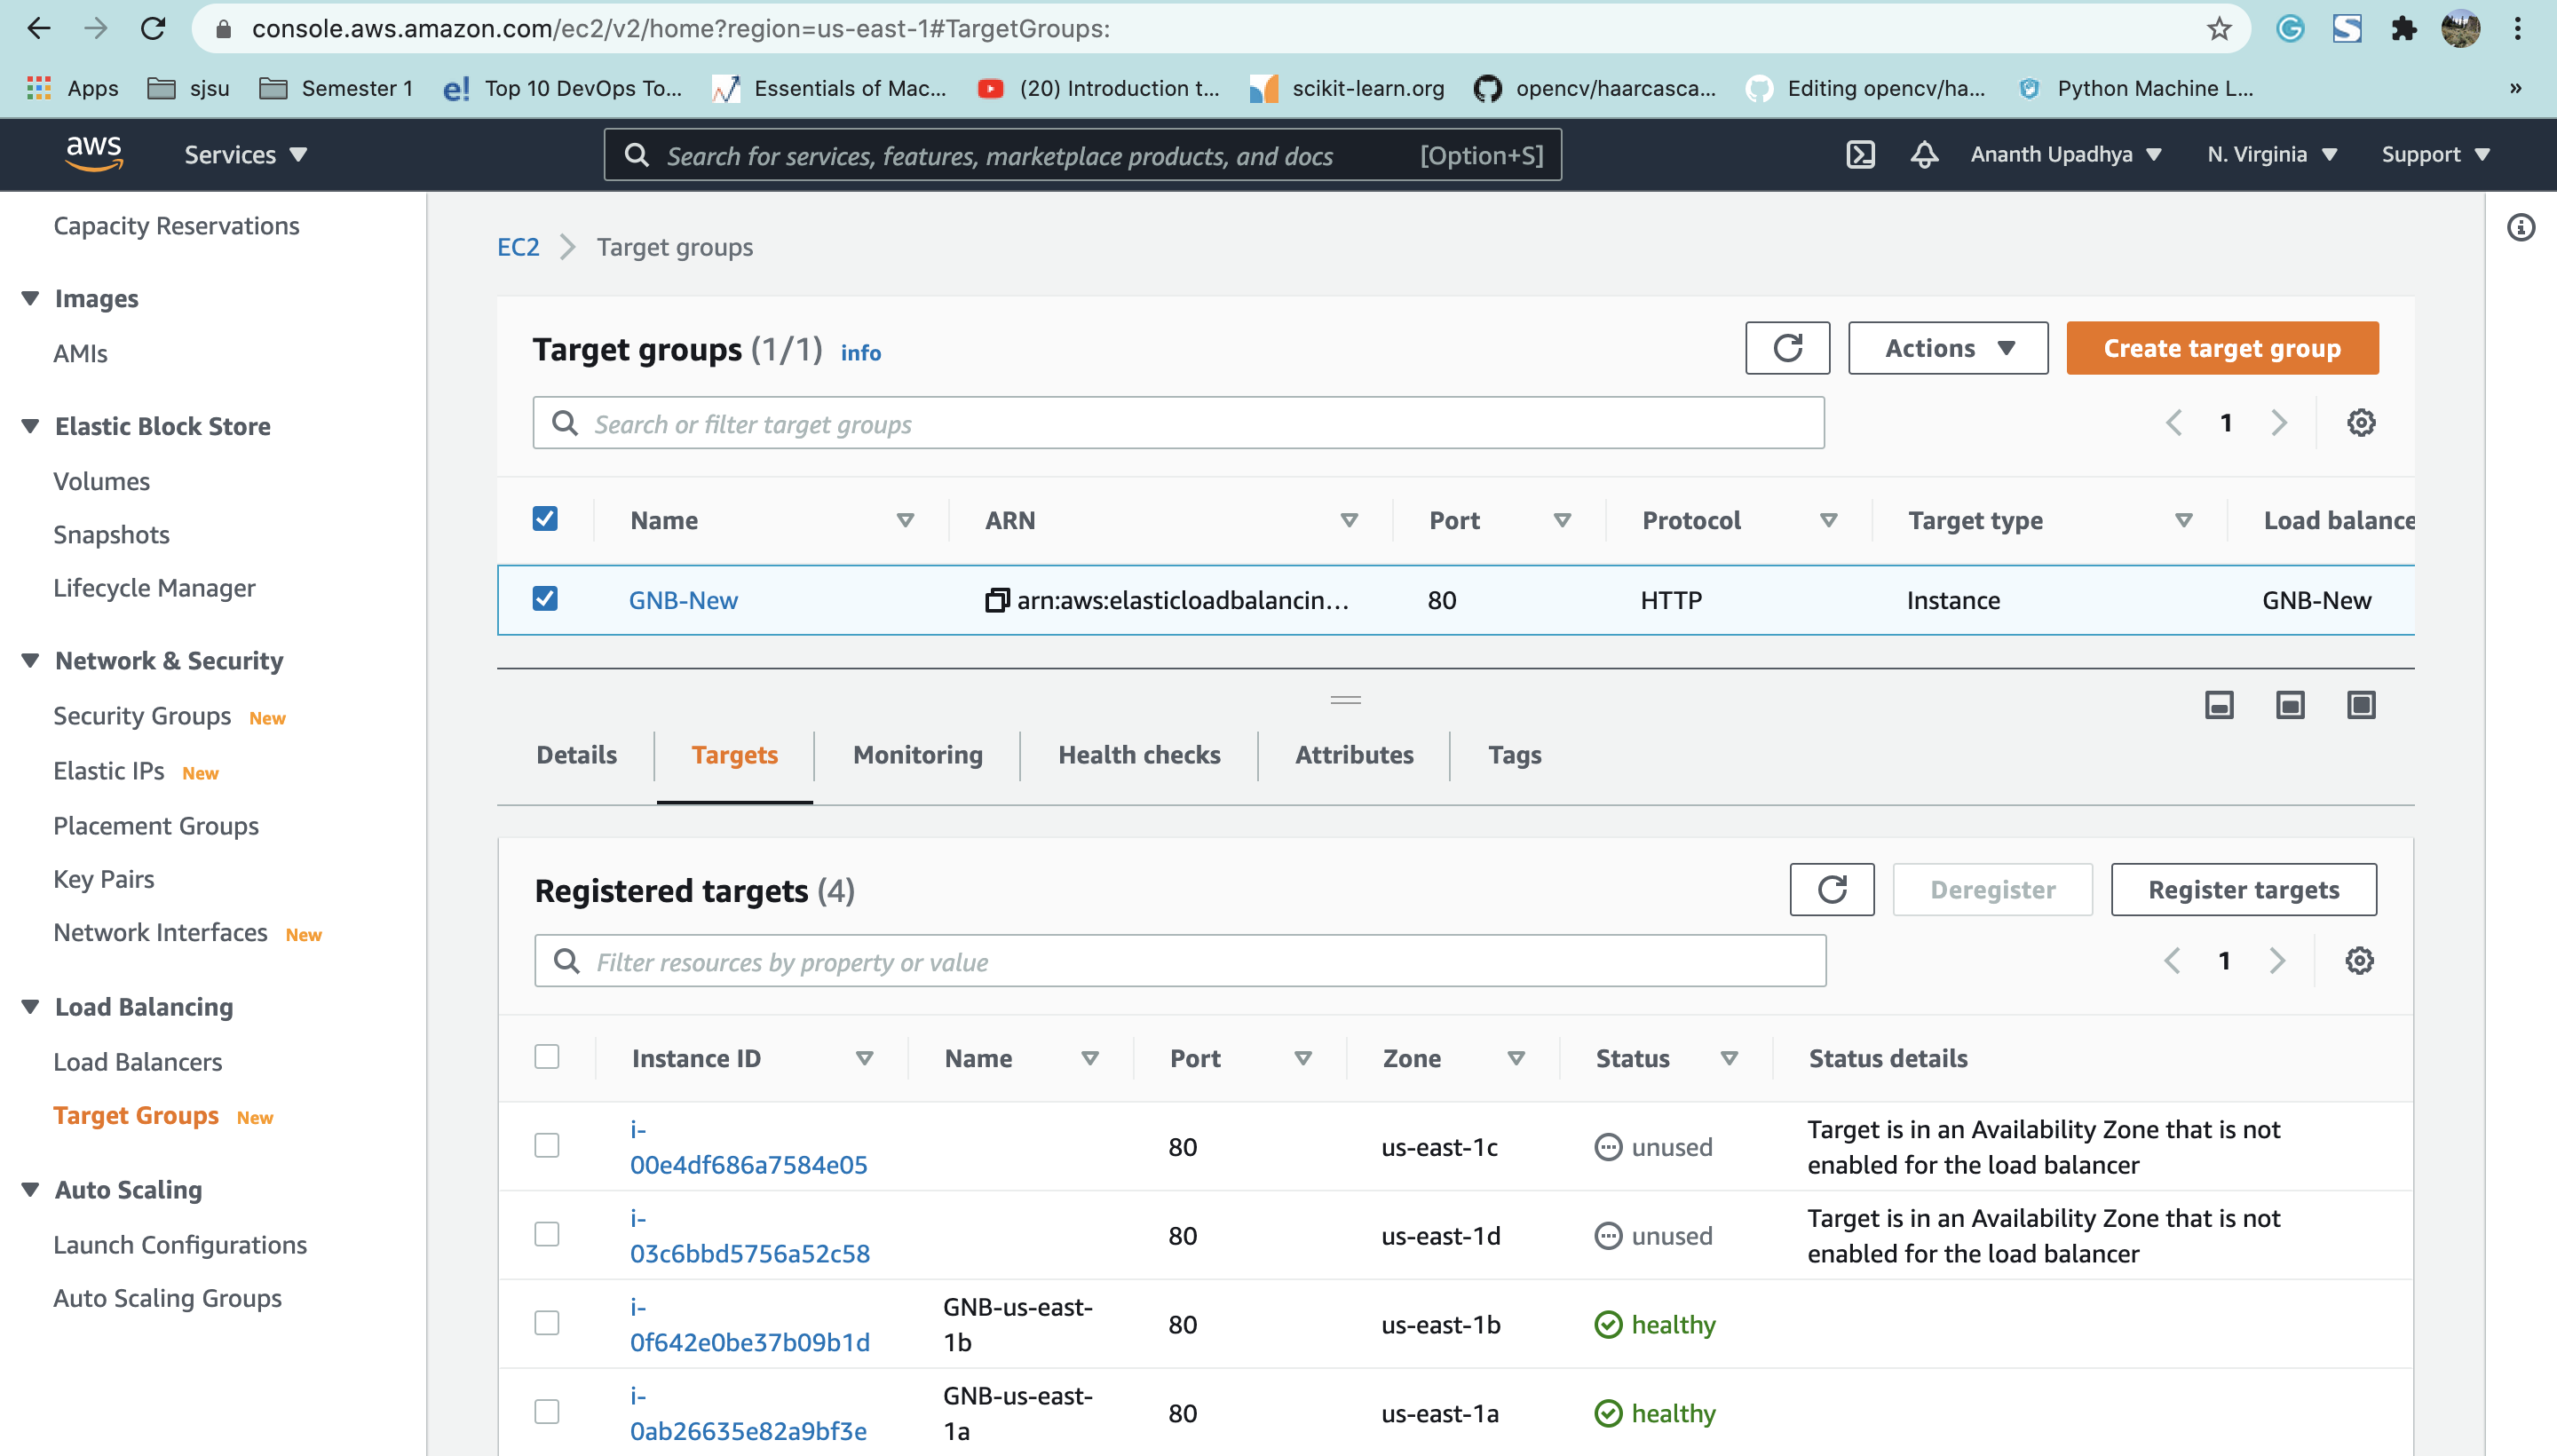 console.aws.amazon.com/ec2/v2/home?region=us-east-1#TargetGroups:
Apps sjsu Semester 1 e! Top 10 DevOps To... Essentials of Mac... (20) Introduction t... scikit-learn.org opencv/haarcasca... Editing opencv/ha... Python Machine L... »
aws Services Search for services, features, marketplace products, and docs [Option+S] Ananth Upadhya N. Virginia Support
Capacity Reservations
Images
AMIs
Elastic Block Store
Volumes
Snapshots
Lifecycle Manager
Network & Security
Security Groups New
Elastic IPs New
Placement Groups
Key Pairs
Network Interfaces New
Load Balancing
Load Balancers
Target Groups New
Auto Scaling
Launch Configurations
Auto Scaling Groups
EC2 > Target groups
Target groups (1/1) info Actions Create target group
Search or filter target groups 1
Name ARN Port Protocol Target type Load balance
GNB-New arn:aws:elasticloadbalancin... 80 HTTP Instance GNB-New
Details Targets Monitoring Health checks Attributes Tags
Registered targets (4) Deregister Register targets
Filter resources by property or value 1
Instance ID Name Port Zone Status Status details
i-
00e4df686a7584e05 80 us-east-1c unused Target is in an Availability Zone that is not
enabled for the load balancer
i-
03c6bbd5756a52c58 80 us-east-1d unused Target is in an Availability Zone that is not
enabled for the load balancer
i- GNB-us-east-
0f642e0be37b09b1d 1b 80 us-east-1b healthy
i- GNB-us-east-
0ab26635e82a9bf3e 1a 80 us-east-1a healthy